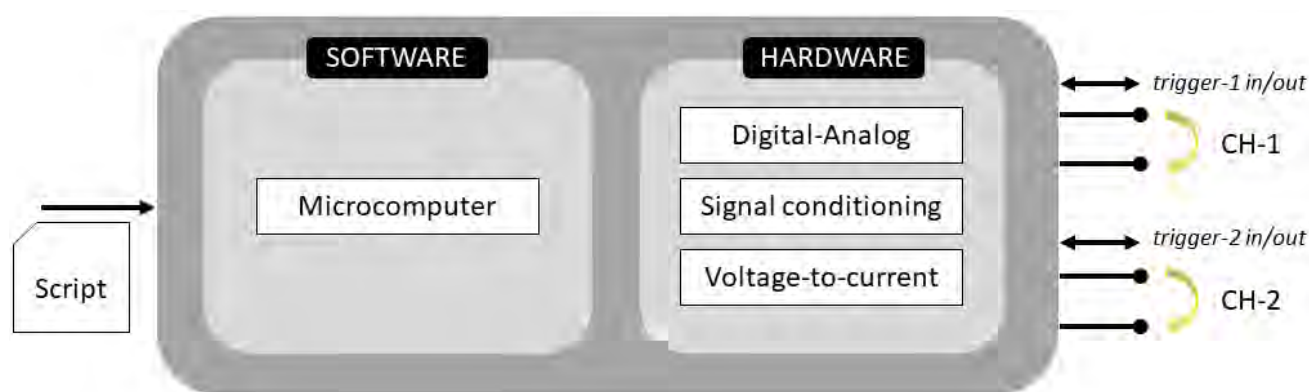 SOFTWARE
HARDWARE
trigger-1 in/out
Digital-Analog
CH-1
Microcomputer
Signal conditioning
trigger-2 in/out
Script
Voltage-to-current
CH-2